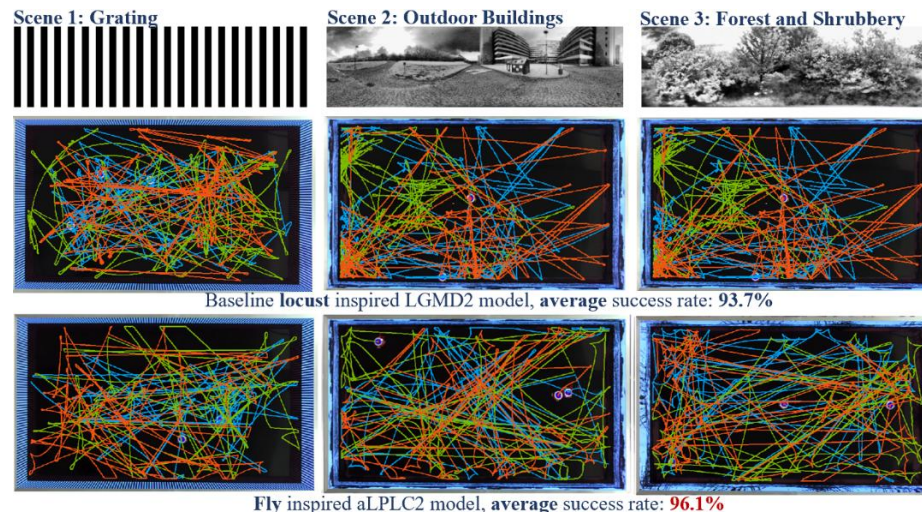 Scene 1: Grating
Scene 2: Outdoor Buildings
Scene 3: Forest and Shrubbery
Baseline locust inspired LGMD2 model, average success rate: 93.7%
Fly inspired aLPLC2 model, average success rate: 96.1%